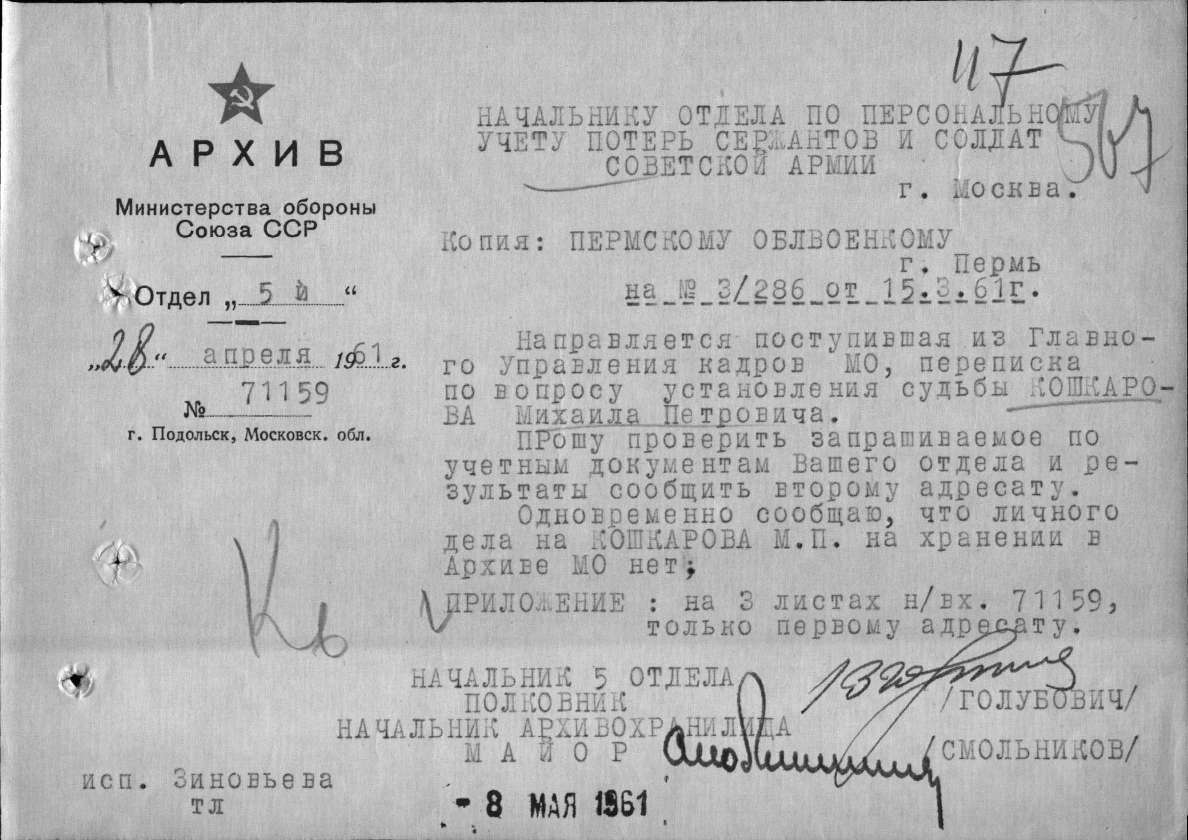 АРХИВ
Министерства обороны
Союза ССР
Отдел „ 5 й “
„28“ апреля 1961 г.
№ 71159
г. Подольск, Московск. обл.
117
567
НАЧАЛЬНИКУ ОТДЕЛА ПО ПЕРСОНАЛЬНОМУ
УЧЕТУ ПОТЕРЬ СЕРЖАНТОВ И СОЛДАТ
СОВЕТСКОЙ АРМИИ
г. Москва.
Копия: ПЕРМСКОМУ ОБЛВОЕНКОМУ
г. Пермь
на № 3/286 от 15.3.61г.
Направляется поступившая из Главно-
го Управления кадров МО, переписка
по вопросу установления судьбы КОШКАРО-
ВА Михаила Петровича.
ПРошу проверить запрашиваемое по
учетным документам Вашего отдела и ре-
зультаты сообщить второму адресату.
Одновременно сообщаю, что личного
дела на КОШКАРОВА М.П. на хранении в
Архиве МО нет;
ПРИЛОЖЕНИЕ : на 3 листах н/вх. 71159,
только первому адресату.
НАЧАЛЬНИК 5 ОТДЕЛА
ПОЛКОВНИК /ГОЛУБОВИЧ/
НАЧАЛЬНИК АРХИВОХРАНИЛИЩА
МАЙОР /СМОЛЬНИКОВ/
исп. Зиновьева
тл
- 8 МАЯ 1961